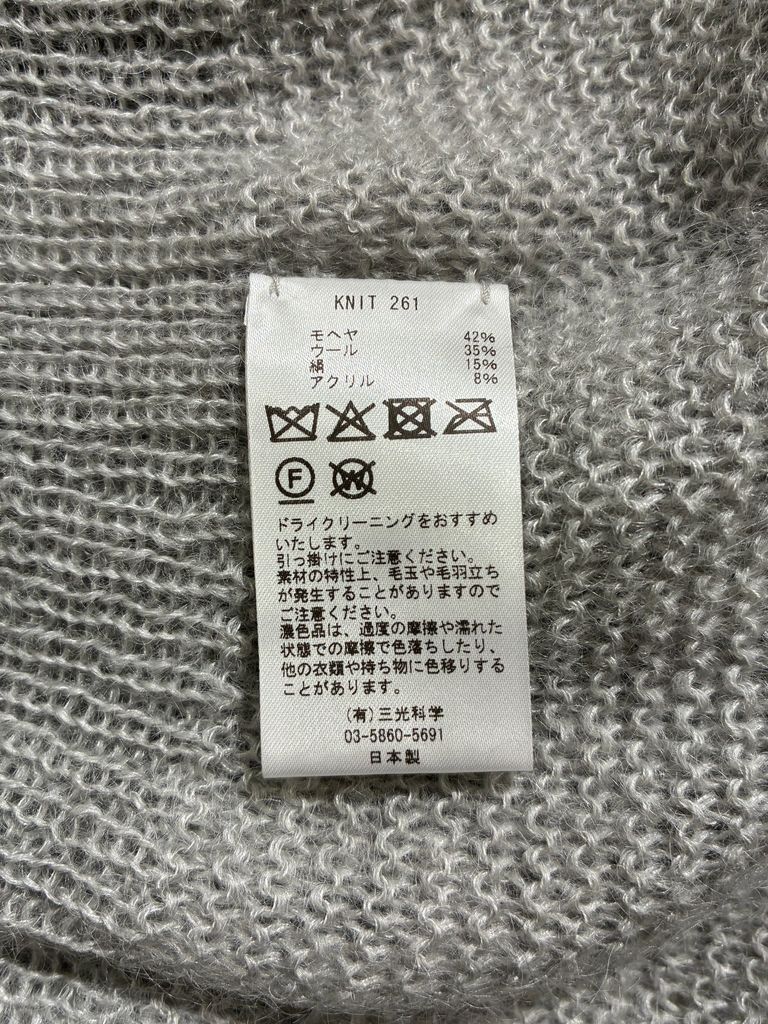 KNIT 261
モヘヤ 42%
ウール 35%
絹 15%
アクリル 8%
F
W
ドライクリーニングをおすすめ
いたします。
引っ掛けにご注意ください。
素材の特性上、毛玉や毛羽立ち
が発生することがありますので
ご注意ください。
濃色品は、過度の摩擦や濡れた
状態での摩擦で色落ちしたり、
他の衣類や持ち物に色移りする
ことがあります。
(有)三光科学
03-5860-5691
日本製